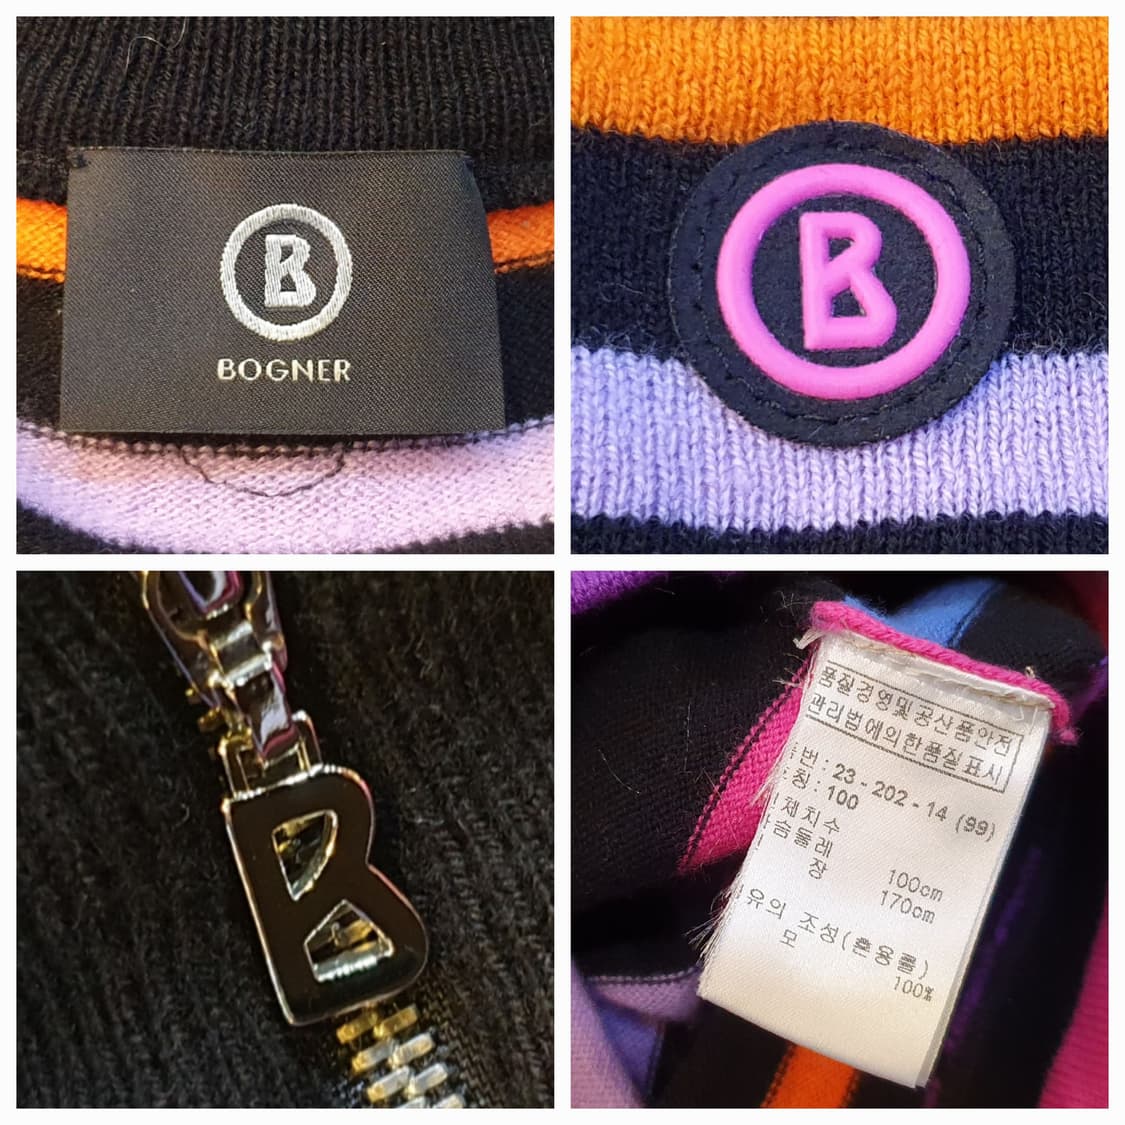 B
BOGNER
B
B
품질경영및공산품안전
관리법에의한품질표시
번 : 23 - 202 - 14 (99)
칭 : 100
체치수
슴둘레 100cm
장 170cm
유의 조성(혼용률)
모 100%